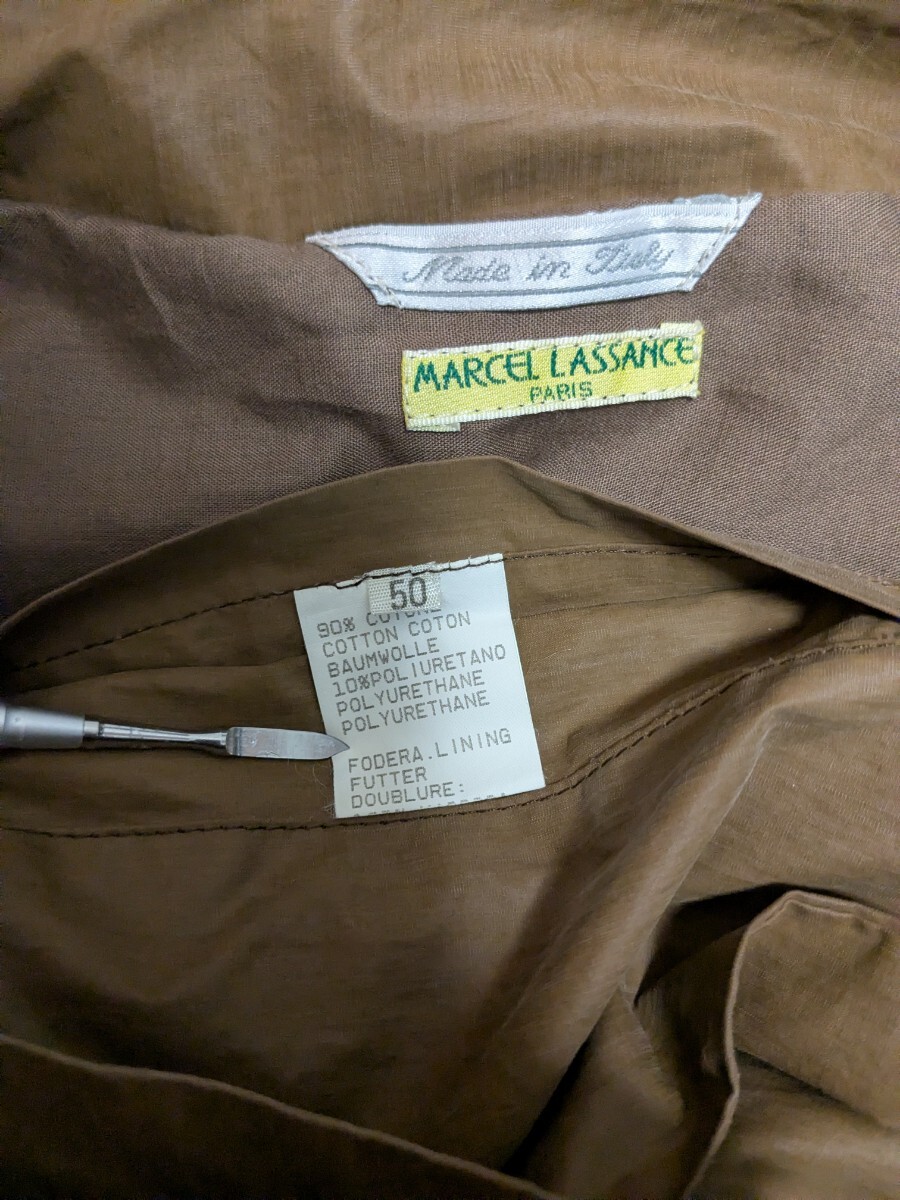 Made in Italy
MARCEL LASSANCE
PARIS
50
90% COTONE
COTTON COTON
BAUMWOLLE
10%POLIURETANO
POLYURETHANE
POLYURETHANE
FODERA.LINING
FUTTER
DOUBLURE: